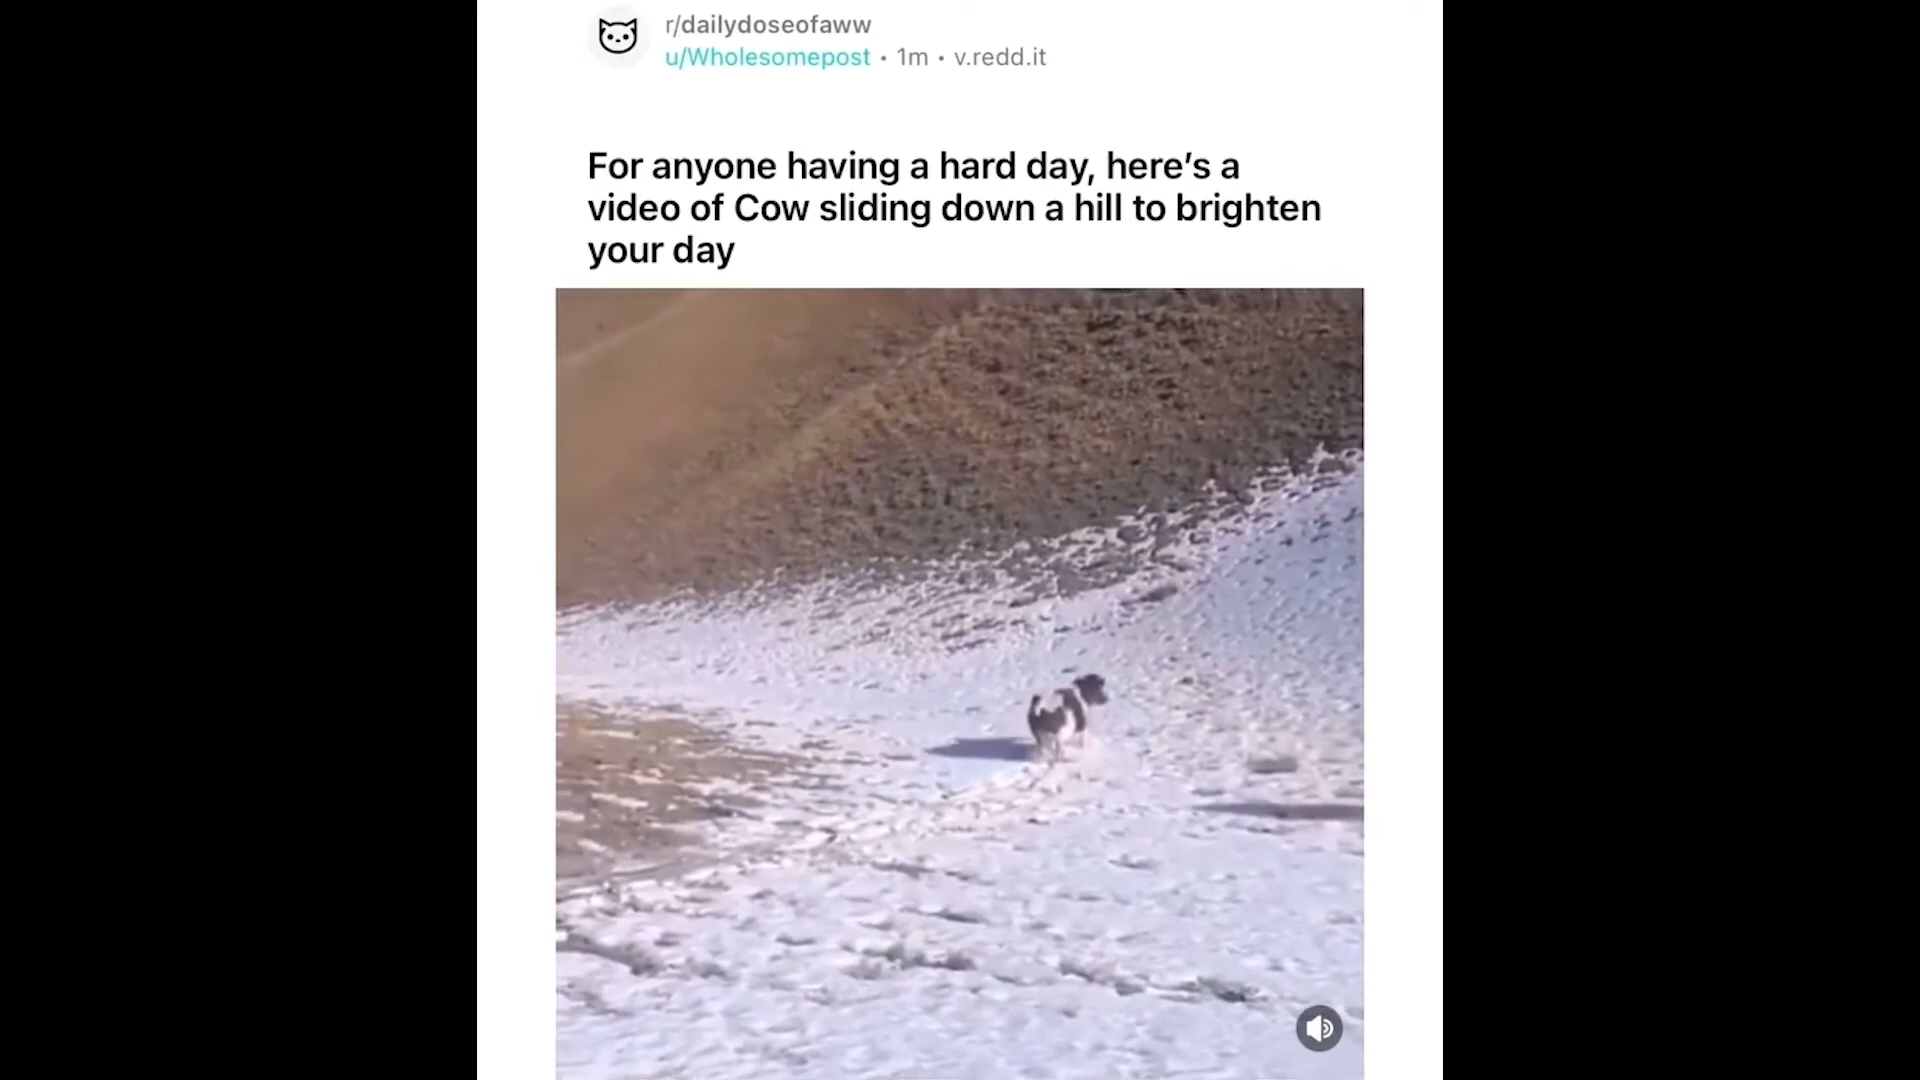 r/dailydoseofaww
u/Wholesomepost • 1m • v.redd.it
For anyone having a hard day, here’s a
video of Cow sliding down a hill to brighten
your day